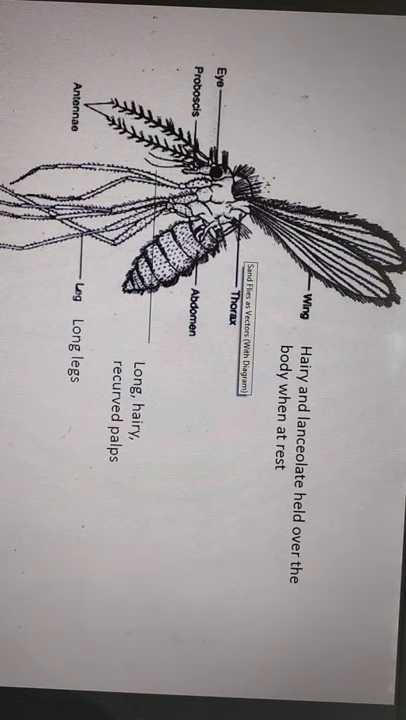 Wing
Hairy and lanceolate held over the
body when at rest
Sand Flies as Vectors (With Diagram)
Thorax
Eye
Proboscis
Abdomen
Long, hairy,
recurved palps
Antennae
Leg
Long legs